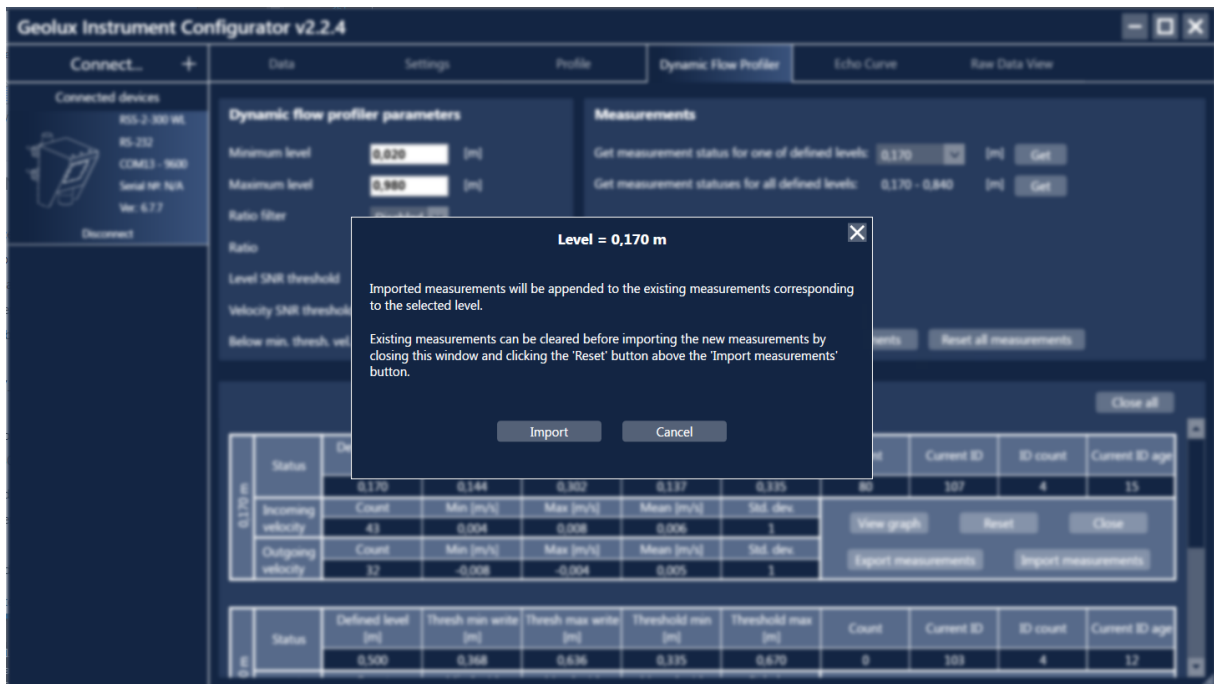 Geolux Instrument Configurator v2.2.4
Connect... +
Data Settings Profile Dynamic Flow Profiler Echo Curve Raw Data View
Connected devices
RSS-2-300 WL
RS-232
COM13 - 9600
Serial №: N/A
Ver.: 6.7.7
Disconnect
Dynamic flow profiler parameters
Minimum level 0,020 [m]
Maximum level 0,980 [m]
Ratio filter Disabled
Ratio
Level SNR threshold
Velocity SNR threshold
Below min. thresh. vel.
Measurements
Get measurement status for one of defined levels: 0,170 [m] Get
Get measurement statuses for all defined levels: 0,170 - 0,840 [m] Get
Reset all measurements
Level = 0,170 m
Imported measurements will be appended to the existing measurements corresponding
to the selected level.
Existing measurements can be cleared before importing the new measurements by
closing this window and clicking the 'Reset' button above the 'Import measurements'
button.
Import Cancel
Close all
0,170 m
Status Current ID ID count Current ID age
0,170 0,144 0,302 0,137 0,335 80 107 4 15
Incoming velocity Count Min [m/s] Max [m/s] Mean [m/s] Std. dev.
43 0,004 0,008 0,006 1
View graph Reset Close
Outgoing velocity Count Min [m/s] Max [m/s] Mean [m/s] Std. dev.
32 -0,008 -0,004 0,005 1
Export measurements Import measurements
Status Defined level [m] Thresh min write [m] Thresh max write [m] Threshold min [m] Threshold max [m] Count Current ID ID count Current ID age
0,500 0,368 0,636 0,335 0,670 0 103 4 12